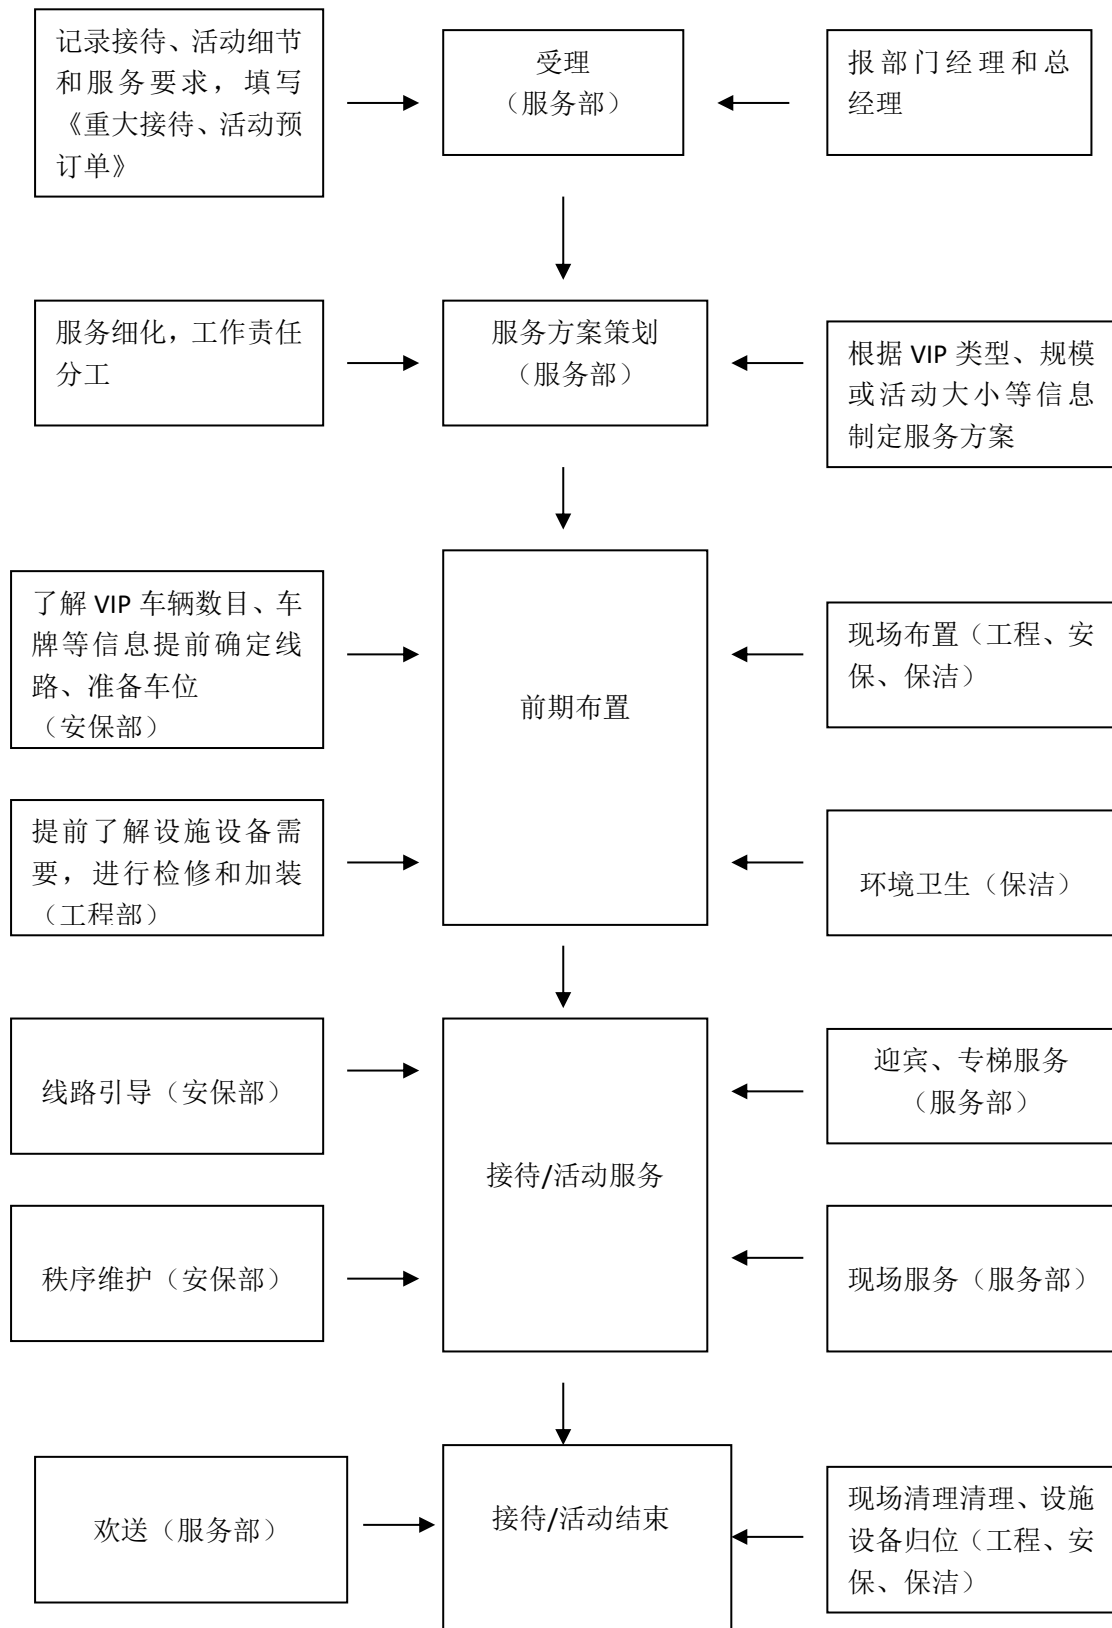 记录接待、活动细节
和服务要求，填写
《重大接待、活动预
订单》
受理
（服务部）
报部门经理和总
经理
服务细化，工作责任
分工
服务方案策划
（服务部）
根据 VIP 类型、规模
或活动大小等信息
制定服务方案
了解 VIP 车辆数目、车
牌等信息提前确定线
路、准备车位
（安保部）
前期布置
现场布置（工程、安
保、保洁）
提前了解设施设备需
要，进行检修和加装
（工程部）
环境卫生（保洁）
线路引导（安保部）
接待/活动服务
迎宾、专梯服务
（服务部）
秩序维护（安保部）
现场服务（服务部）
欢送（服务部）
接待/活动结束
现场清理清理、设施
设备归位（工程、安
保、保洁）